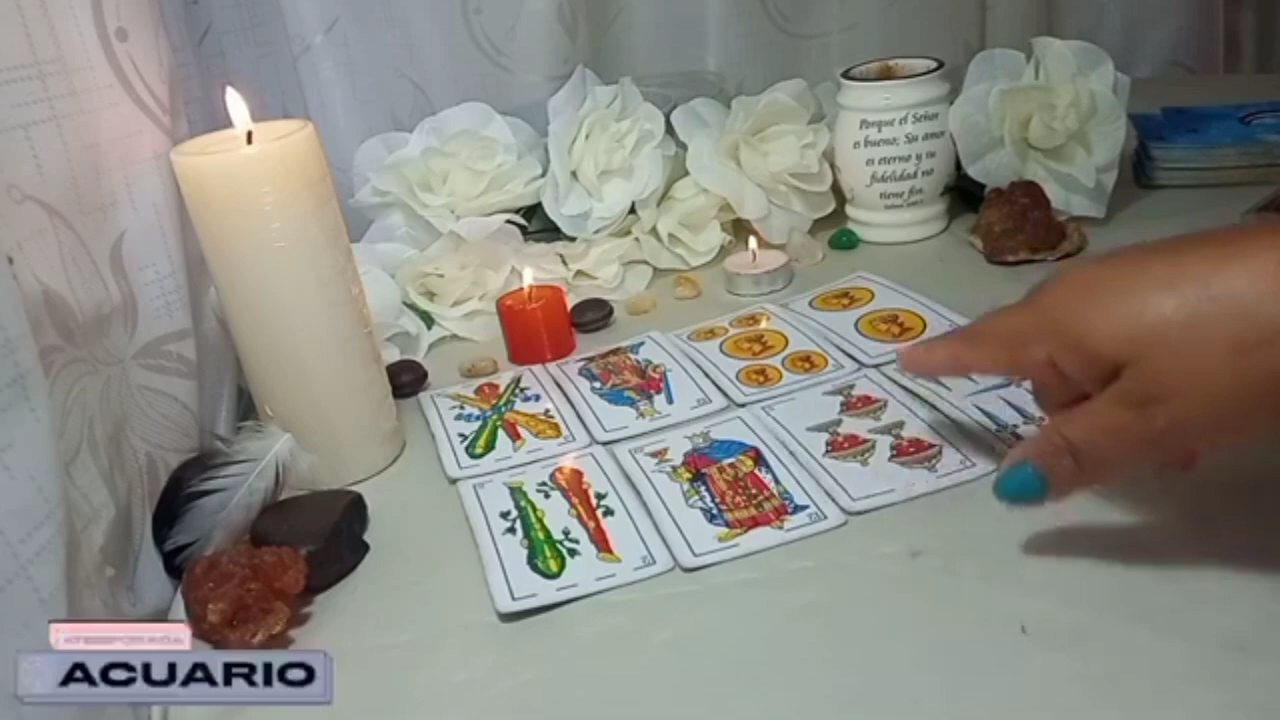 Porque el Señor
es bueno; Su amor
es eterno y su
fidelidad no
tiene fin.
ACUARIO